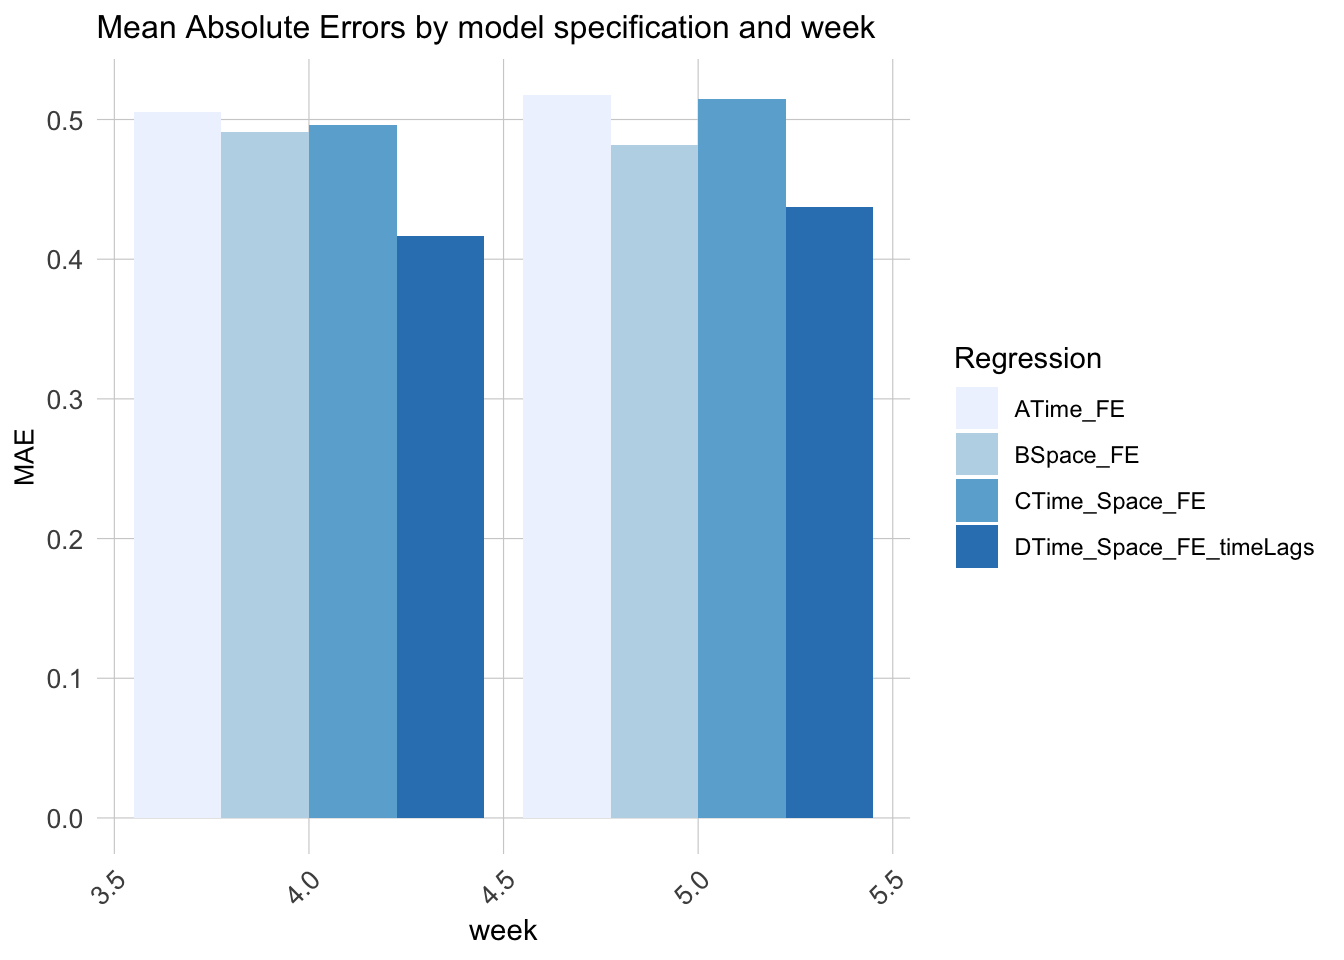 Mean Absolute Errors by model specification and week
0.5
0.4
0.3
0.2
0.1
0.0
MAE
3.5
4.0
4.5
5.0
5.5
week
Regression
ATime_FE
BSpace_FE
CTime_Space_FE
DTime_Space_FE_timeLags